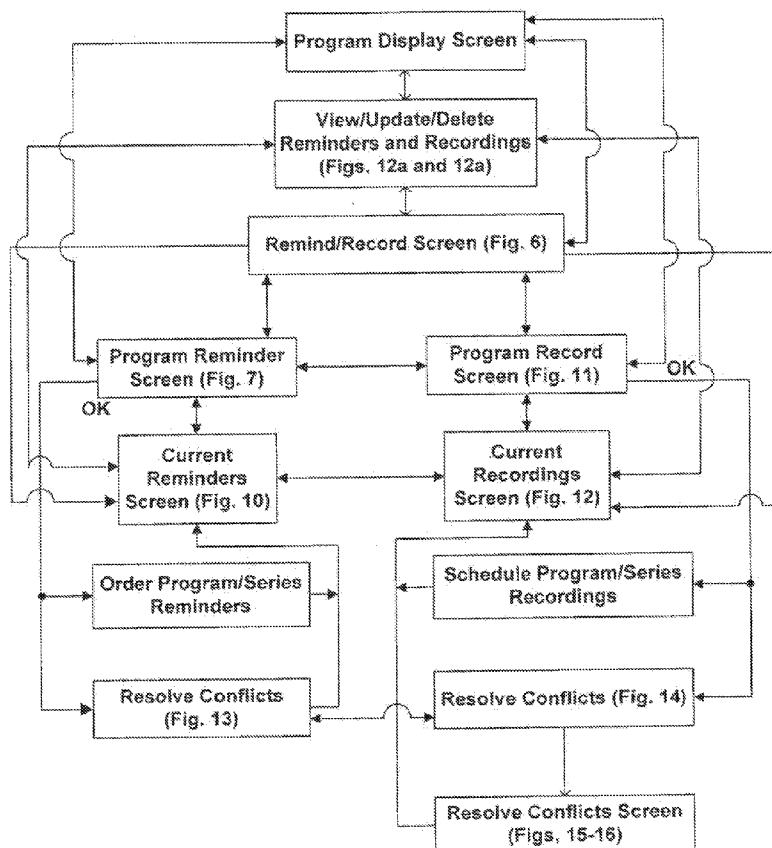 Program Display Screen
View/Update/Delete
Reminders and Recordings
(Figs. 12a and 12a)
Remind/Record Screen (Fig. 6)
Program Reminder
Screen (Fig. 7)
Program Record
Screen (Fig. 11)
OK
OK
Current
Reminders
Screen (Fig. 10)
Current
Recordings
Screen (Fig. 12)
Order Program/Series
Reminders
Schedule Program/Series
Recordings
Resolve Conflicts
(Fig. 13)
Resolve Conflicts (Fig. 14)
Resolve Conflicts Screen
(Figs, 15-16)